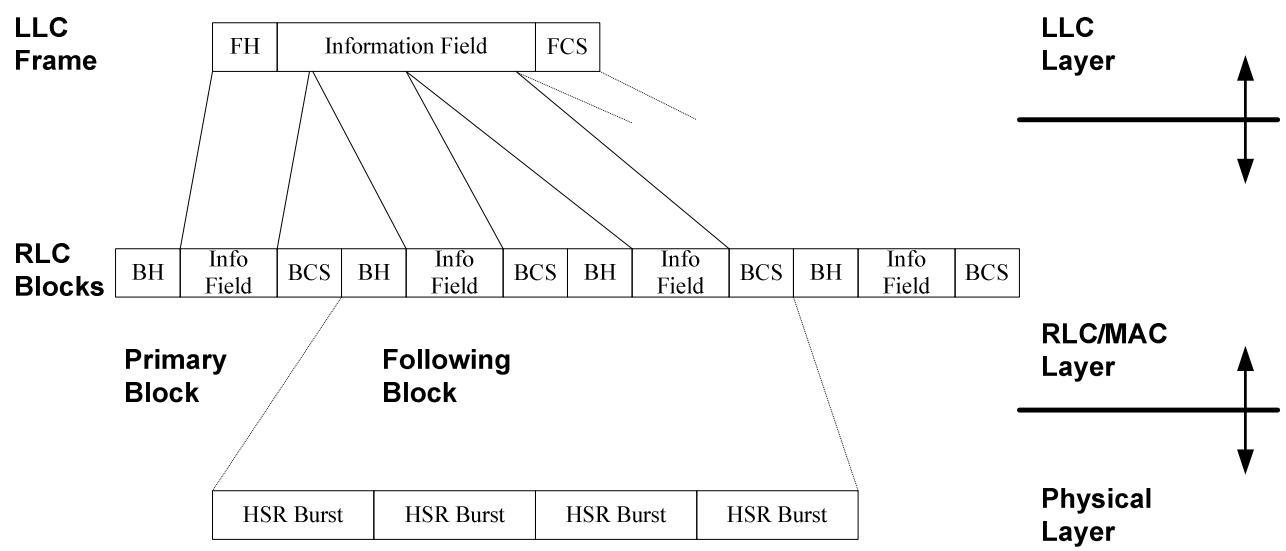 LLC
Frame
FH
Information Field
FCS
LLC
Layer
RLC
Blocks
BH
Info
Field
BCS
BH
Info
Field
BCS
BH
Info
Field
BCS
BH
Info
Field
BCS
Primary
Block
Following
Block
RLC/MAC
Layer
HSR Burst
HSR Burst
HSR Burst
HSR Burst
Physical
Layer